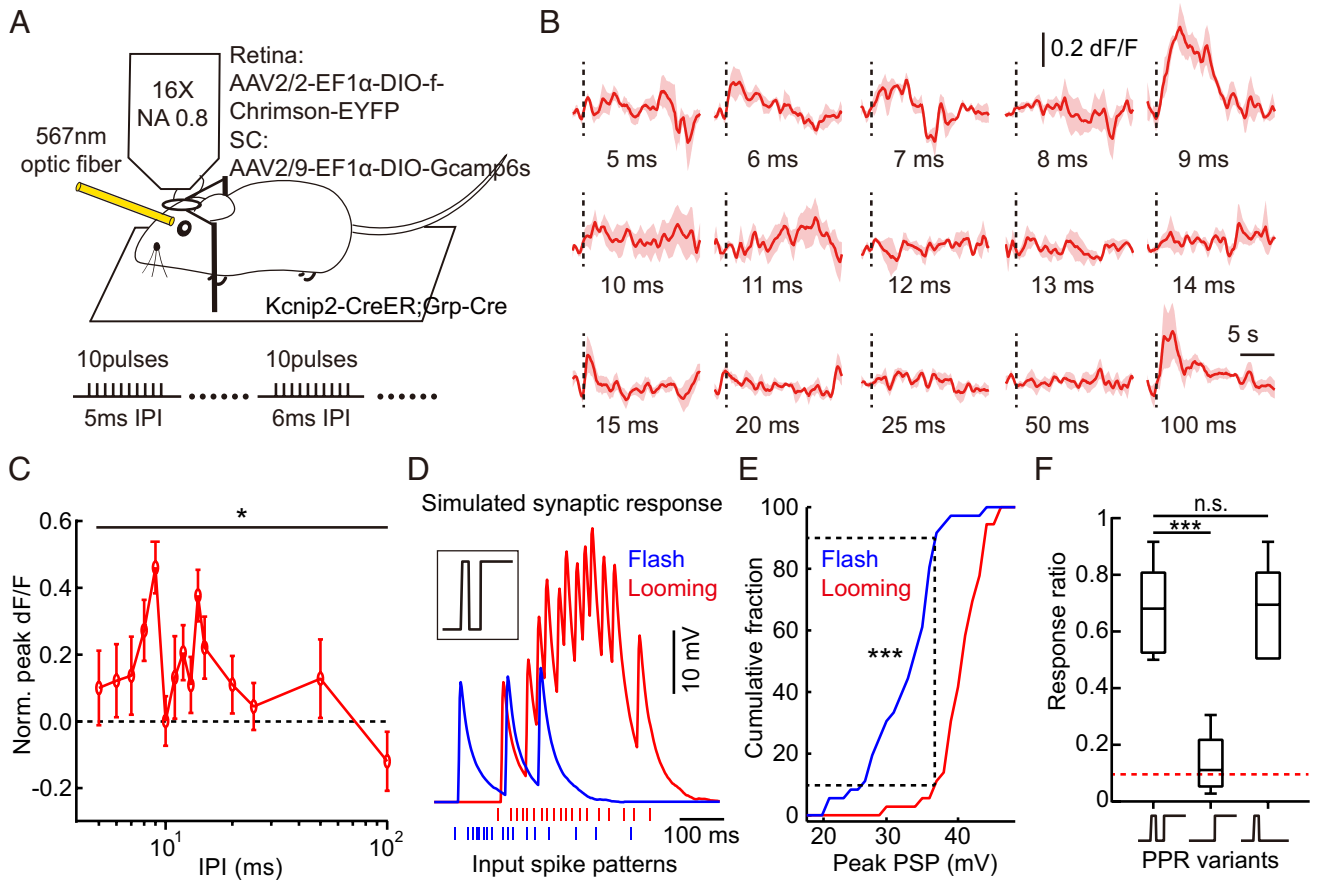 A
16X
NA 0.8
567nm
optic fiber
Retina:
AAV2/2-EF1α-DIO-f-
Chrimson-EYFP
SC:
AAV2/9-EF1α-DIO-Gcamp6s
Kcnip2-CreER;Grp-Cre
10pulses
5ms IPI
10pulses
6ms IPI
B
0.2 dF/F
5 ms
6 ms
7 ms
8 ms
9 ms
10 ms
11 ms
12 ms
13 ms
14 ms
5 s
15 ms
20 ms
25 ms
50 ms
100 ms
C
*
Norm. peak dF/F
0.6
0.4
0.2
0.0
-0.2
10¹
10²
IPI (ms)
D
Simulated synaptic response
Flash
Looming
10 mV
100 ms
Input spike patterns
E
Cumulative fraction
100
90
80
70
60
50
40
30
20
10
0
Flash
Looming
***
20
30
40
Peak PSP (mV)
F
n.s.
***
Response ratio
1
0.8
0.6
0.4
0.2
0
PPR variants